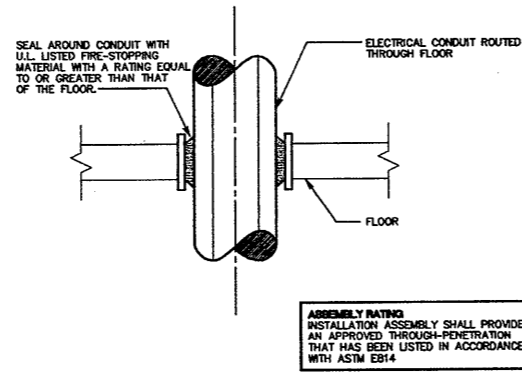 SEAL AROUND CONDUIT WITH
U.L. LISTED FIRE-STOPPING
MATERIAL WITH A RATING EQUAL
TO OR GREATER THAN THAT
OF THE FLOOR.
ELECTRICAL CONDUIT ROUTED
THROUGH FLOOR
FLOOR
ASSEMBLY RATING
INSTALLATION ASSEMBLY SHALL PROVIDE
AN APPROVED THROUGH-PENETRATION
THAT HAS BEEN LISTED IN ACCORDANCE
WITH ASTM E814